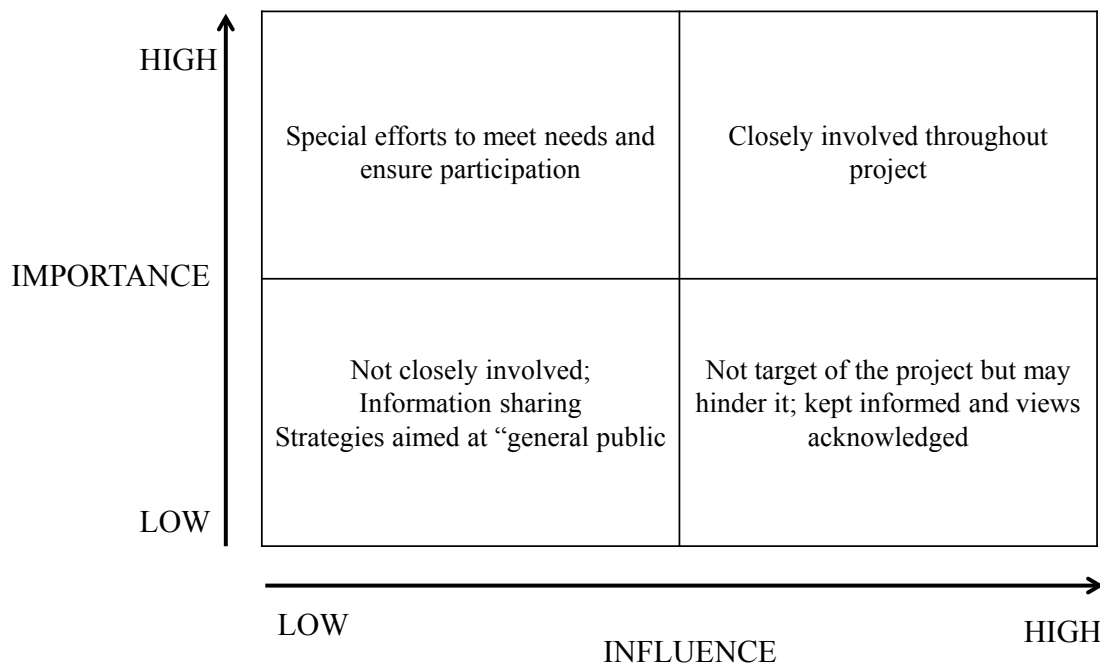 HIGH
Special efforts to meet needs and
ensure participation
Closely involved throughout
project
IMPORTANCE
Not closely involved;
Information sharing
Strategies aimed at “general public
Not target of the project but may
hinder it; kept informed and views
acknowledged
LOW
LOW
INFLUENCE
HIGH